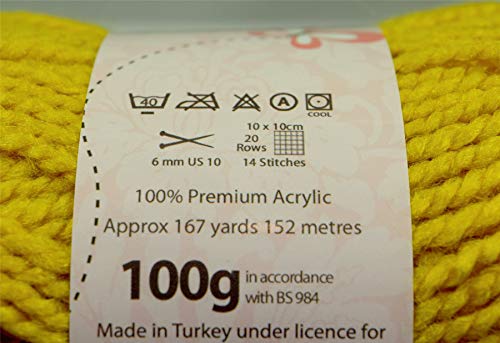 40 A COOL
10 x 10cm
20
Rows
6 mm US 10 14 Stitches
100% Premium Acrylic
Approx 167 yards 152 metres
100g in accordance
with BS 984
Made in Turkey under licence for